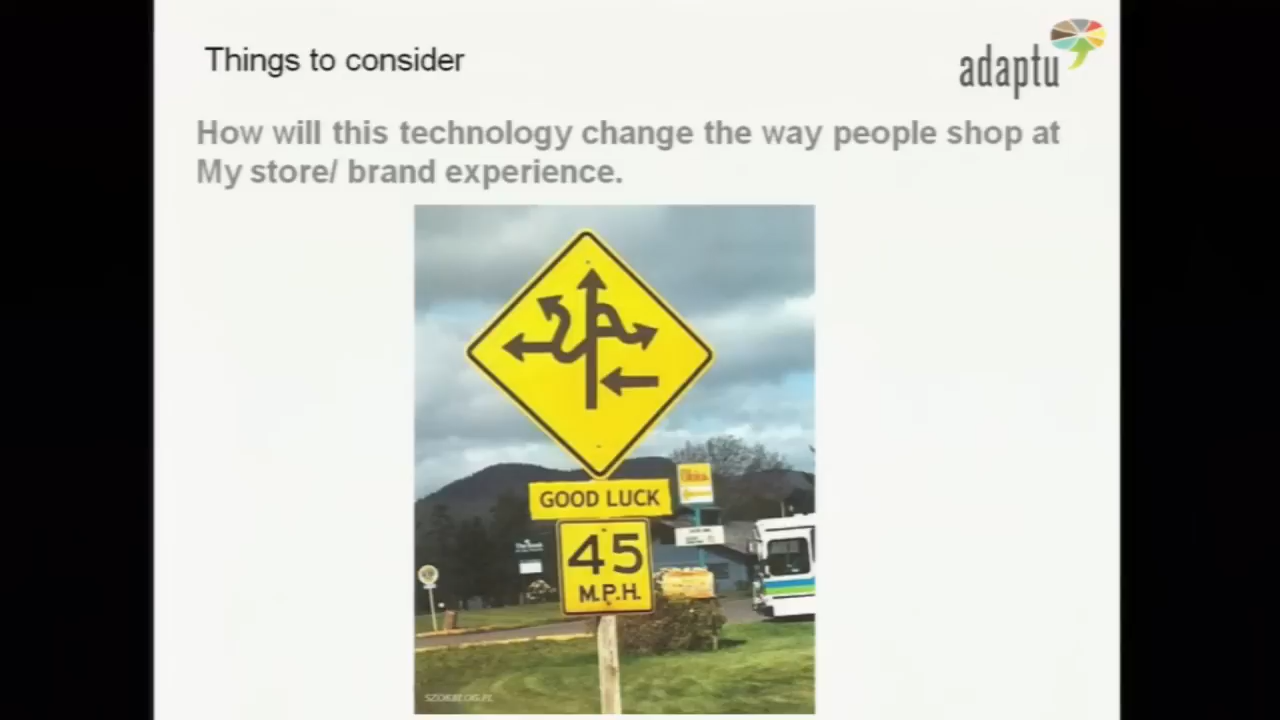 Things to consider
adaptu
How will this technology change the way people shop at
My store/ brand experience.
GOOD LUCK
45
M.P.H.